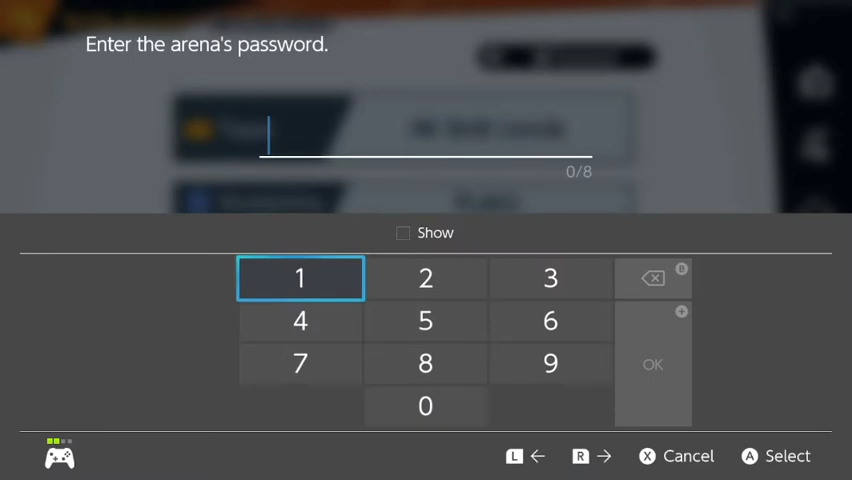 Enter the arena's password.
0/8
Show
1 2 3 B
4 5 6 +
7 8 9 OK
0
L ← R → X Cancel A Select